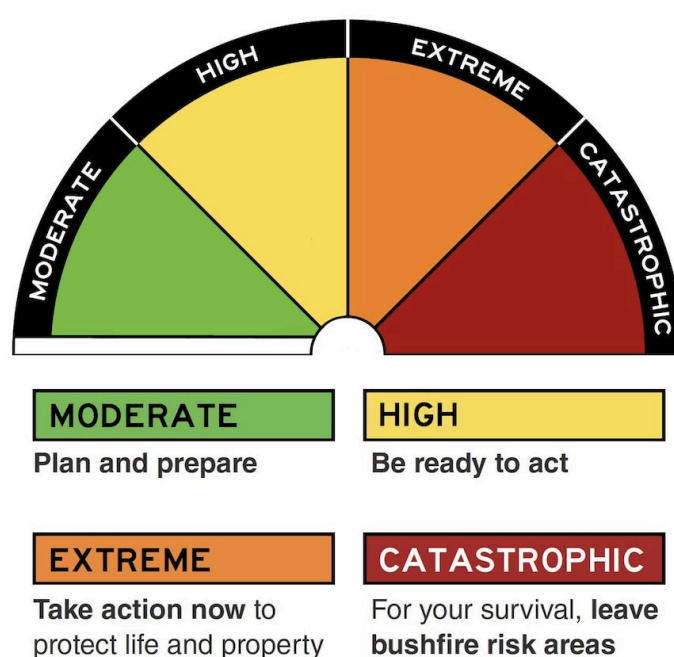 MODERATE
HIGH
EXTREME
CATASTROPHIC
MODERATE
Plan and prepare
HIGH
Be ready to act
EXTREME
Take action now to
protect life and property
CATASTROPHIC
For your survival, leave
bushfire risk areas